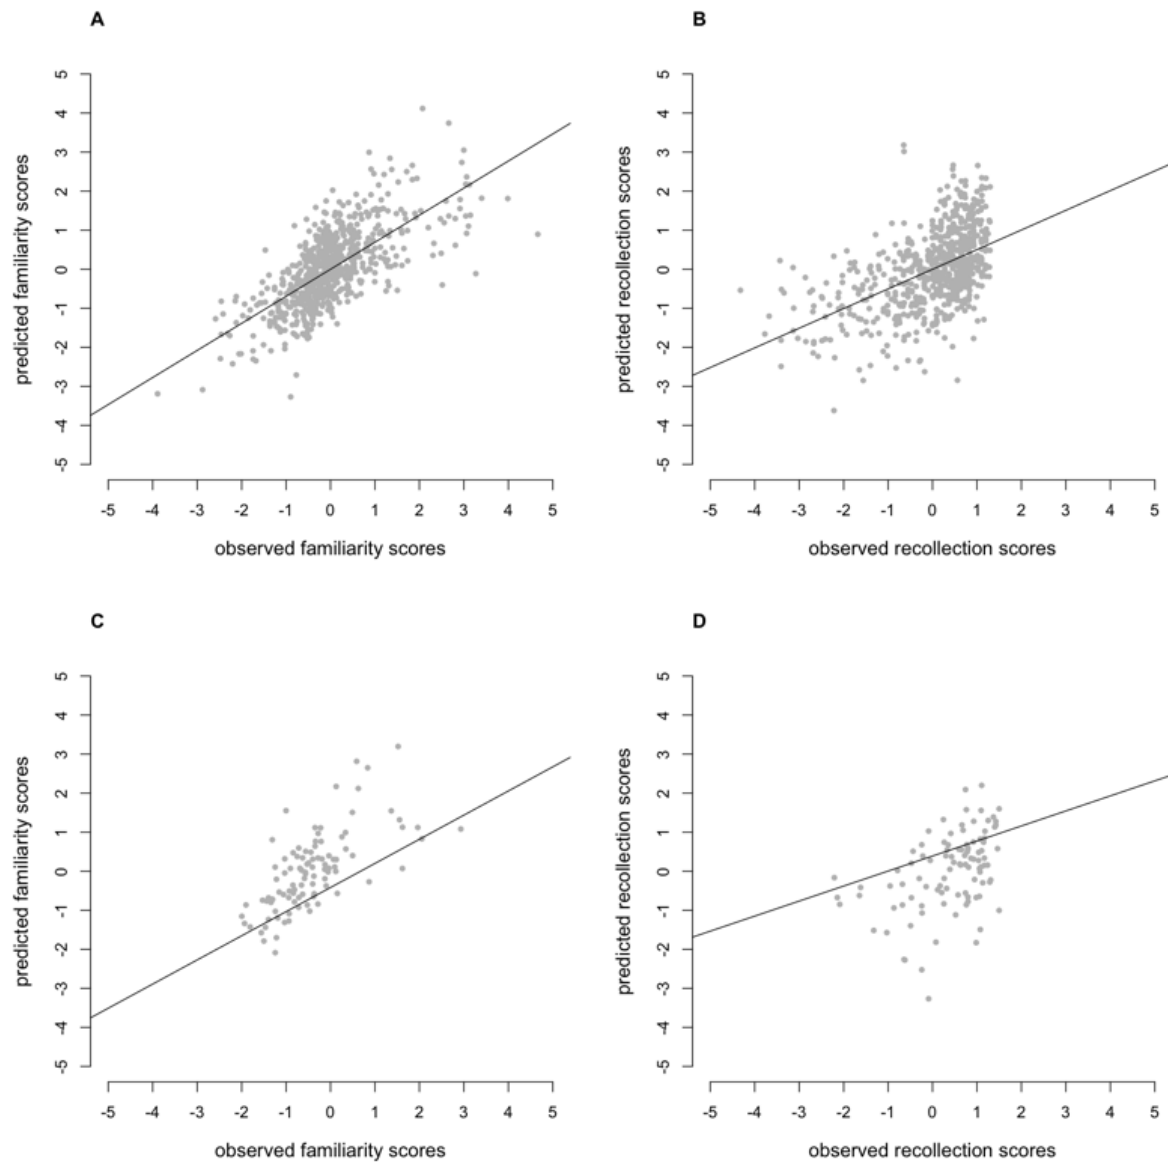 A
B
5
4
3
2
1
0
-1
-2
-3
-4
-5
predicted familiarity scores
-5 -4 -3 -2 -1 0 1 2 3 4 5
observed familiarity scores
5
4
3
2
1
0
-1
-2
-3
-4
-5
predicted recollection scores
-5 -4 -3 -2 -1 0 1 2 3 4 5
observed recollection scores
C
D
5
4
3
2
1
0
-1
-2
-3
-4
-5
predicted familiarity scores
-5 -4 -3 -2 -1 0 1 2 3 4 5
observed familiarity scores
5
4
3
2
1
0
-1
-2
-3
-4
-5
predicted recollection scores
-5 -4 -3 -2 -1 0 1 2 3 4 5
observed recollection scores